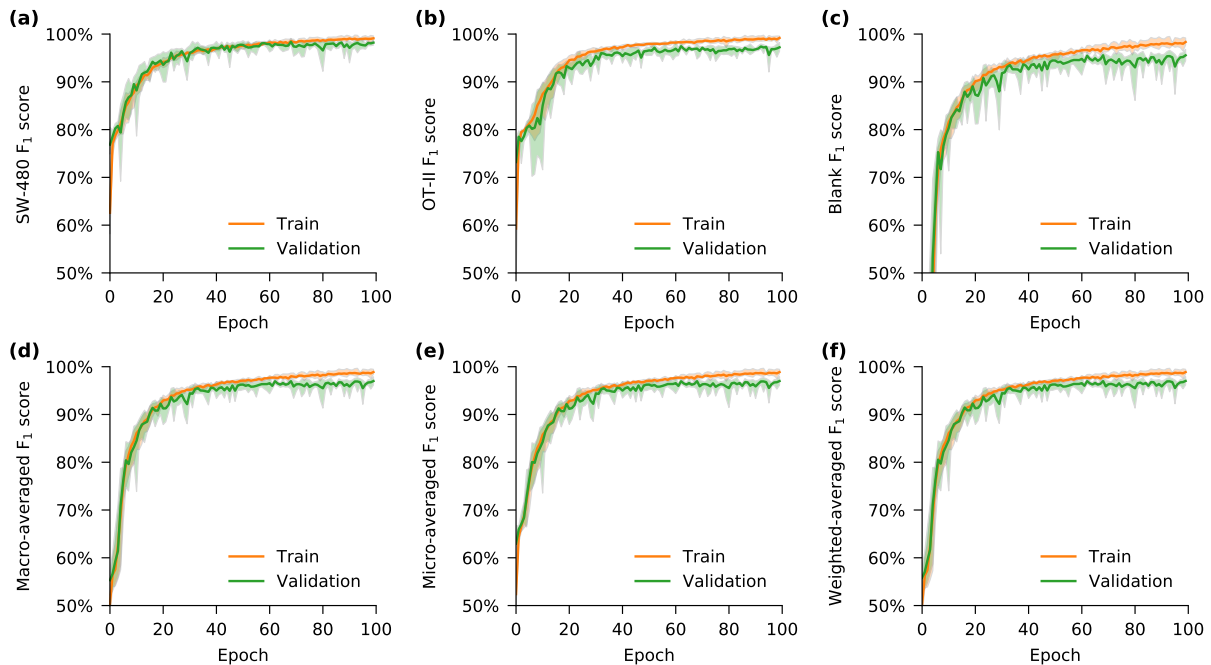 (a)
100%
90%
80%
70%
60%
50%
SW-480 F1 score
Train
Validation
0 20 40 60 80 100
Epoch
(b)
100%
90%
80%
70%
60%
50%
OT-II F1 score
Train
Validation
0 20 40 60 80 100
Epoch
(c)
100%
90%
80%
70%
60%
50%
Blank F1 score
Train
Validation
0 20 40 60 80 100
Epoch
(d)
100%
90%
80%
70%
60%
50%
Macro-averaged F1 score
Train
Validation
0 20 40 60 80 100
Epoch
(e)
100%
90%
80%
70%
60%
50%
Micro-averaged F1 score
Train
Validation
0 20 40 60 80 100
Epoch
(f)
100%
90%
80%
70%
60%
50%
Weighted-averaged F1 score
Train
Validation
0 20 40 60 80 100
Epoch